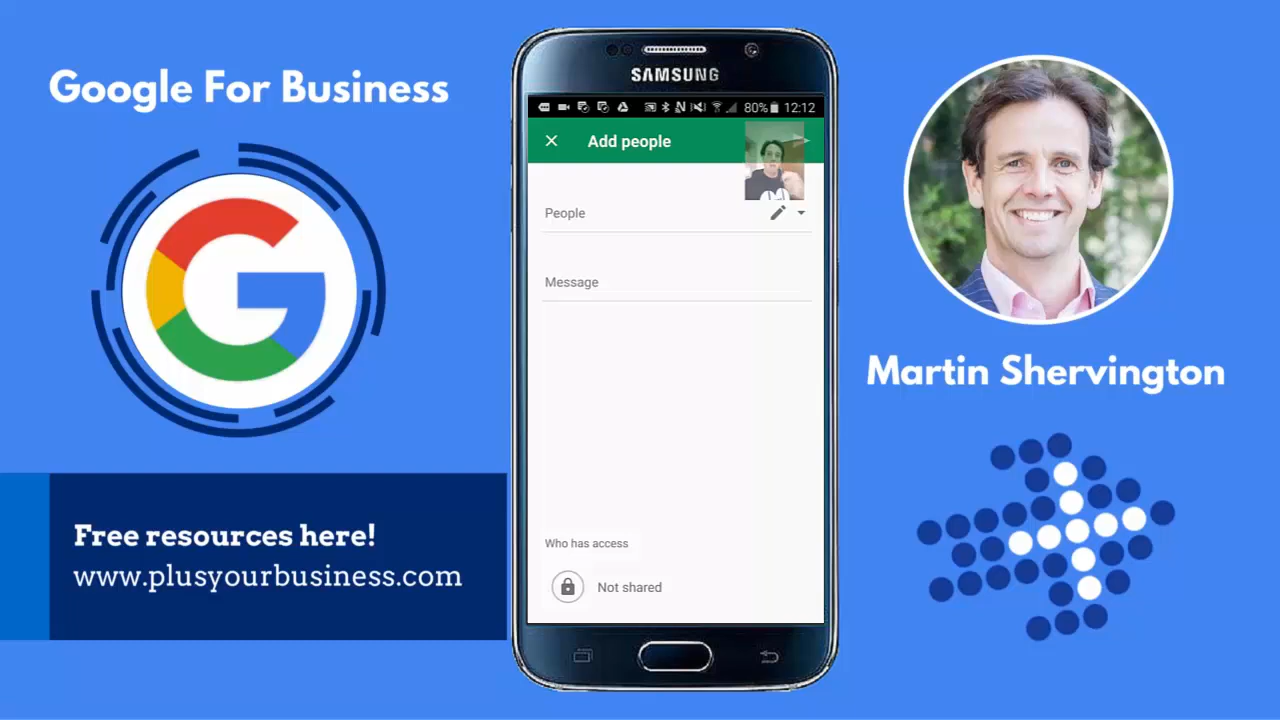 Google For Business
SAMSUNG
80% 12:12
Add people
People
Message
Who has access
Not shared
Martin Shervington
Free resources here!
www.plusyourbusiness.com